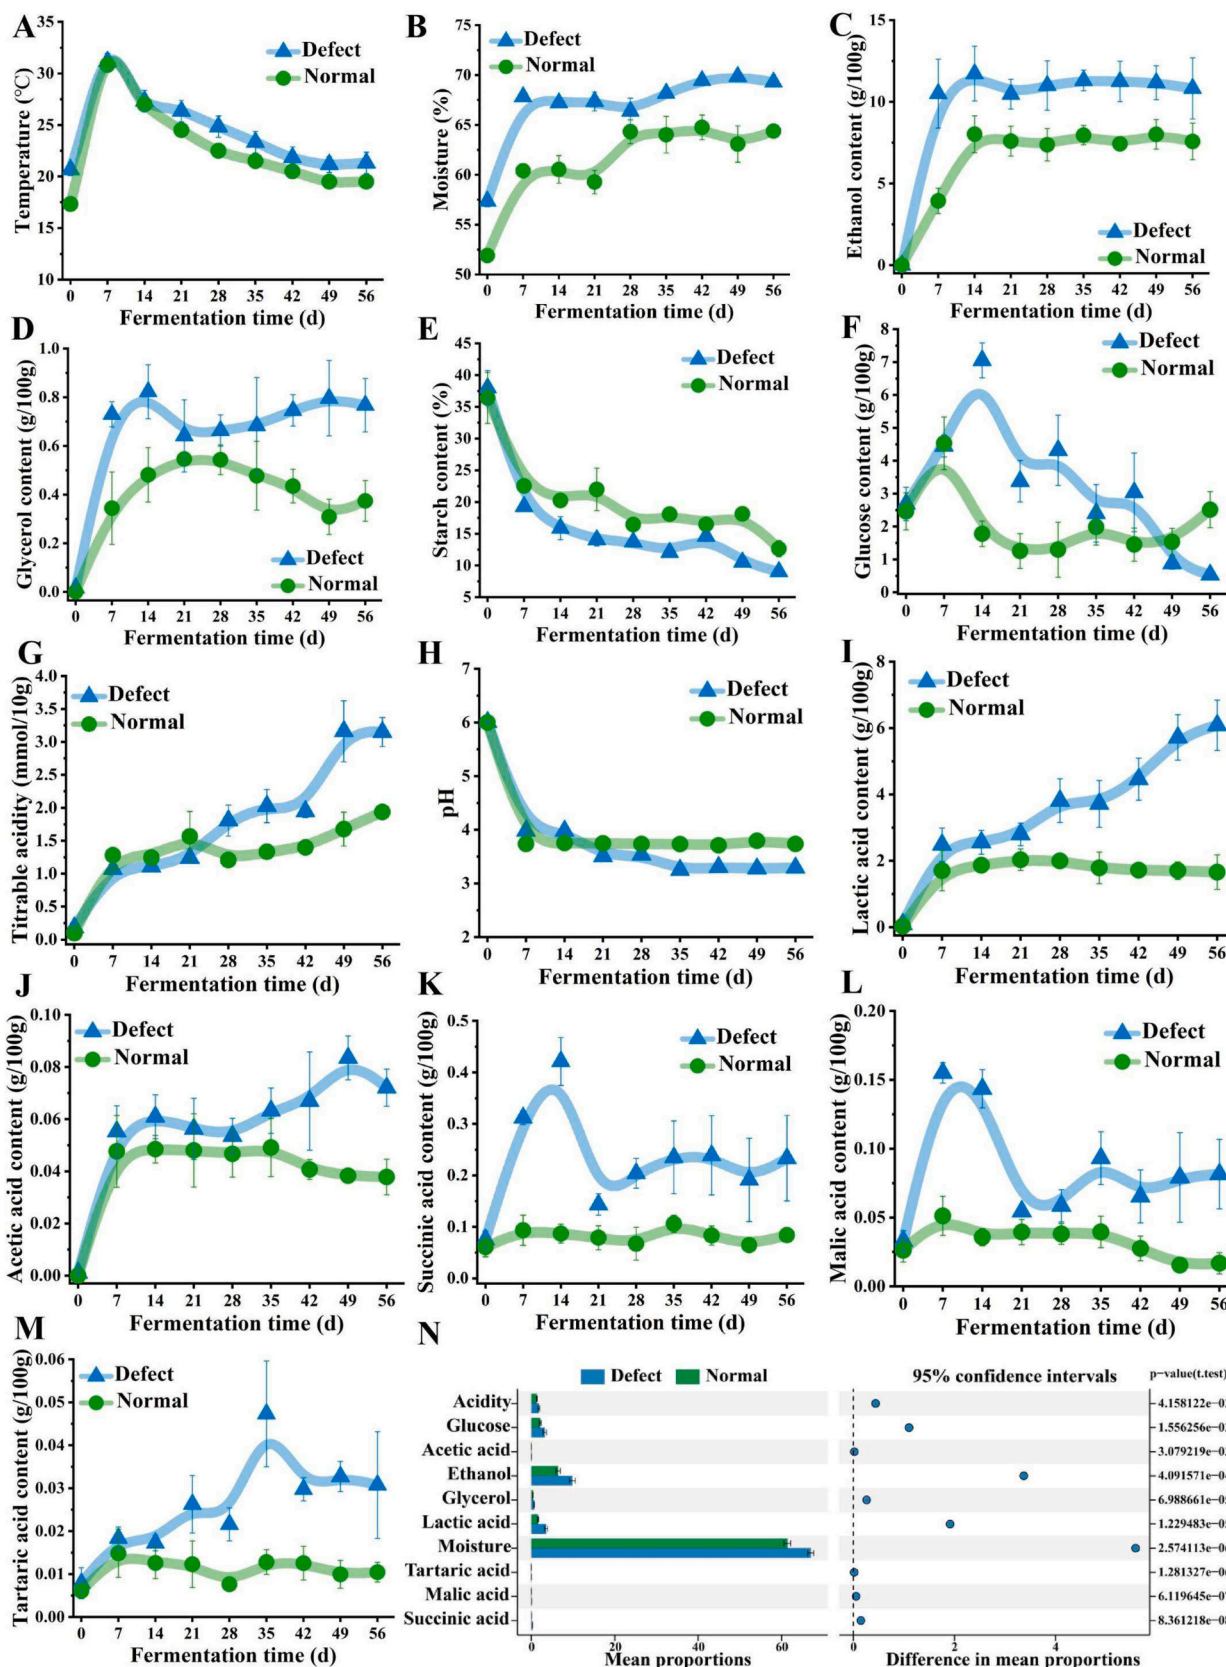 A
Temperature (°C)
35
30
25
20
15
10
0 7 14 21 28 35 42 49 56
Fermentation time (d)
Defect
Normal
B
Moisture (%)
75
70
65
60
55
50
0 7 14 21 28 35 42 49 56
Fermentation time (d)
Defect
Normal
C
Ethanol content (g/100g)
15
10
5
0
0 7 14 21 28 35 42 49 56
Fermentation time (d)
Defect
Normal
D
Glycerol content (g/100g)
1.0
0.8
0.6
0.4
0.2
0.0
0 7 14 21 28 35 42 49 56
Fermentation time (d)
Defect
Normal
E
Starch content (%)
45
40
35
30
25
20
15
10
5
0 7 14 21 28 35 42 49 56
Fermentation time (d)
Defect
Normal
F
Glucose content (g/100g)
8
7
6
5
4
3
2
1
0
0 7 14 21 28 35 42 49 56
Fermentation time (d)
Defect
Normal
G
Titrable acidity (mmol/10g)
4.0
3.5
3.0
2.5
2.0
1.5
1.0
0.5
0.0
0 7 14 21 28 35 42 49 56
Fermentation time (d)
Defect
Normal
H
pH
7
6
5
4
3
2
0 7 14 21 28 35 42 49 56
Fermentation time (d)
Defect
Normal
I
Lactic acid content (g/100g)
8
6
4
2
0
0 7 14 21 28 35 42 49 56
Fermentation time (d)
Defect
Normal
J
Acetic acid content (g/100g)
0.10
0.08
0.06
0.04
0.02
0.00
0 7 14 21 28 35 42 49 56
Fermentation time (d)
Defect
Normal
K
Succinic acid content (g/100g)
0.5
0.4
0.3
0.2
0.1
0.0
0 7 14 21 28 35 42 49 56
Fermentation time (d)
Defect
Normal
L
Malic acid content (g/100g)
0.20
0.15
0.10
0.05
0.00
0 7 14 21 28 35 42 49 56
Fermentation time (d)
Defect
Normal
M
Tartaric acid content (g/100g)
0.06
0.05
0.04
0.03
0.02
0.01
0.00
0 7 14 21 28 35 42 49 56
Fermentation time (d)
Defect
Normal
N
Defect Normal
95% confidence intervals
p−value(t.test)
Acidity
Glucose
Acetic acid
Ethanol
Glycerol
Lactic acid
Moisture
Tartaric acid
Malic acid
Succinic acid
0 20 40 60
Mean proportions
0 2 4
Difference in mean proportions